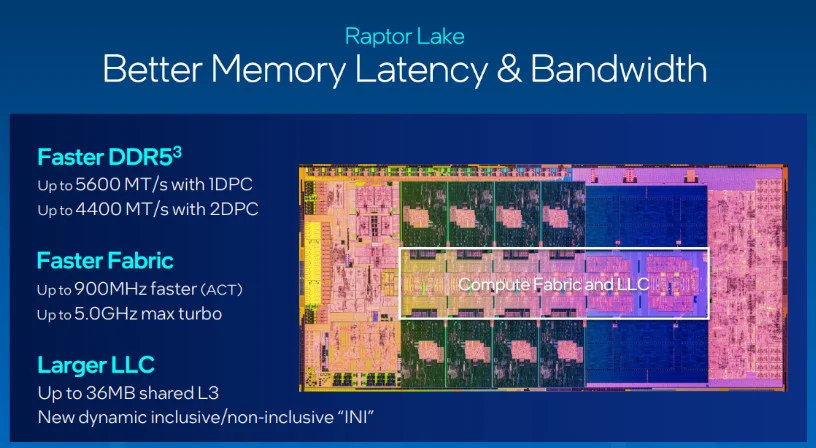 Raptor Lake
Better Memory Latency & Bandwidth
Faster DDR5³
Up to 5600 MT/s with 1DPC
Up to 4400 MT/s with 2DPC
Faster Fabric
Up to 900MHz faster (ACT)
Up to 5.0GHz max turbo
Larger LLC
Up to 36MB shared L3
New dynamic inclusive/non-inclusive “INI”
Compute Fabric and LLC